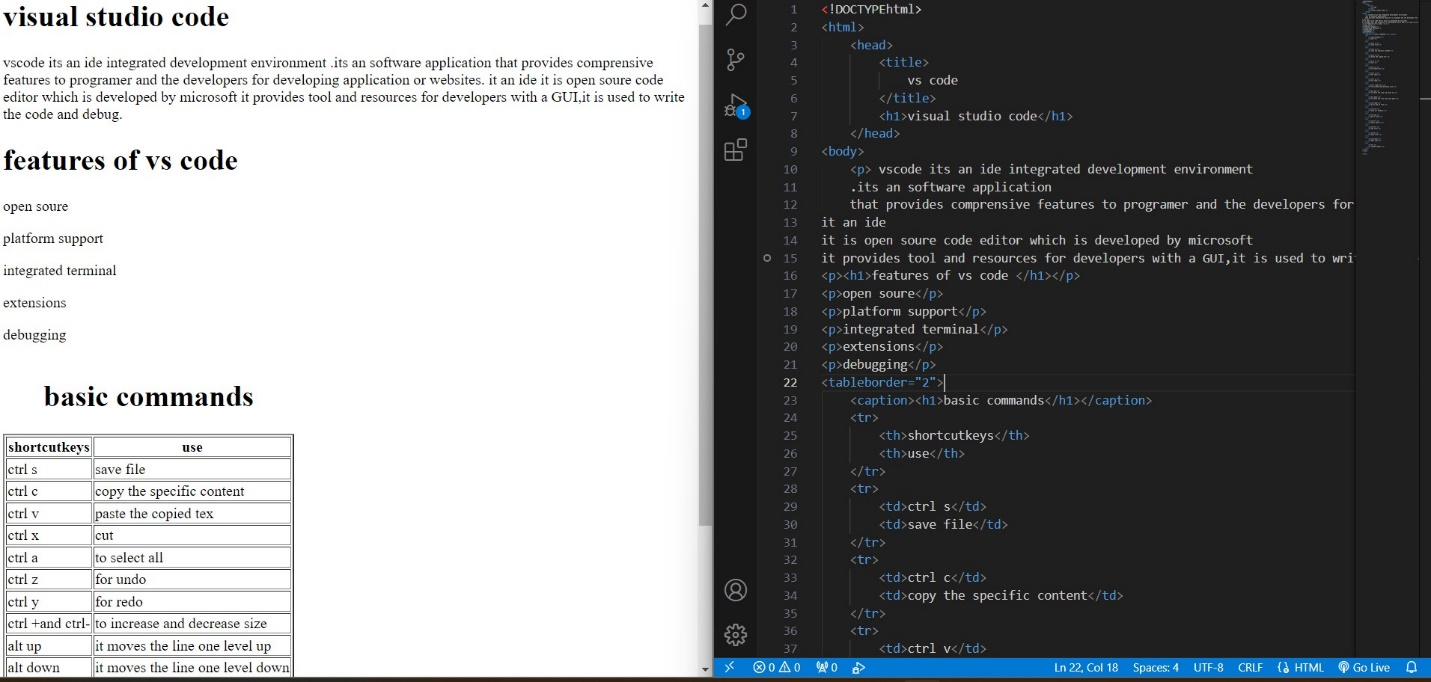 visual studio code
vscode its an ide integrated development environment .its an software application that provides comprensive
features to programer and the developers for developing application or websites. it an ide it is open soure code
editor which is developed by microsoft it provides tool and resources for developers with a GUI,it is used to write
the code and debug.
features of vs code
open soure
platform support
integrated terminal
extensions
debugging
basic commands
shortcutkeys use
ctrl s save file
ctrl c copy the specific content
ctrl v paste the copied tex
ctrl x cut
ctrl a to select all
ctrl z for undo
ctrl y for redo
ctrl +and ctrl- to increase and decrease size
alt up it moves the line one level up
alt down it moves the line one level down
1
1 <!DOCTYPEhtml>
2 <html>
3 <head>
4 <title>
5 vs code
6 </title>
7 <h1>visual studio code</h1>
8 </head>
9 <body>
10 <p> vscode its an ide integrated development environment
11 .its an software application
12 that provides comprensive features to programer and the developers for
13 it an ide
14 it is open soure code editor which is developed by microsoft
15 it provides tool and resources for developers with a GUI,it is used to wri
16 <p><h1>features of vs code </h1></p>
17 <p>open soure</p>
18 <p>platform support</p>
19 <p>integrated terminal</p>
20 <p>extensions</p>
21 <p>debugging</p>
22 <tableborder="2">
23 <caption><h1>basic commands</h1></caption>
24 <tr>
25 <th>shortcutkeys</th>
26 <th>use</th>
27 </tr>
28 <tr>
29 <td>ctrl s</td>
30 <td>save file</td>
31 </tr>
32 <tr>
33 <td>ctrl c</td>
34 <td>copy the specific content</td>
35 </tr>
36 <tr>
37 <td>ctrl v</td>
0 0 0 Ln 22, Col 18 Spaces: 4 UTF-8 CRLF HTML Go Live